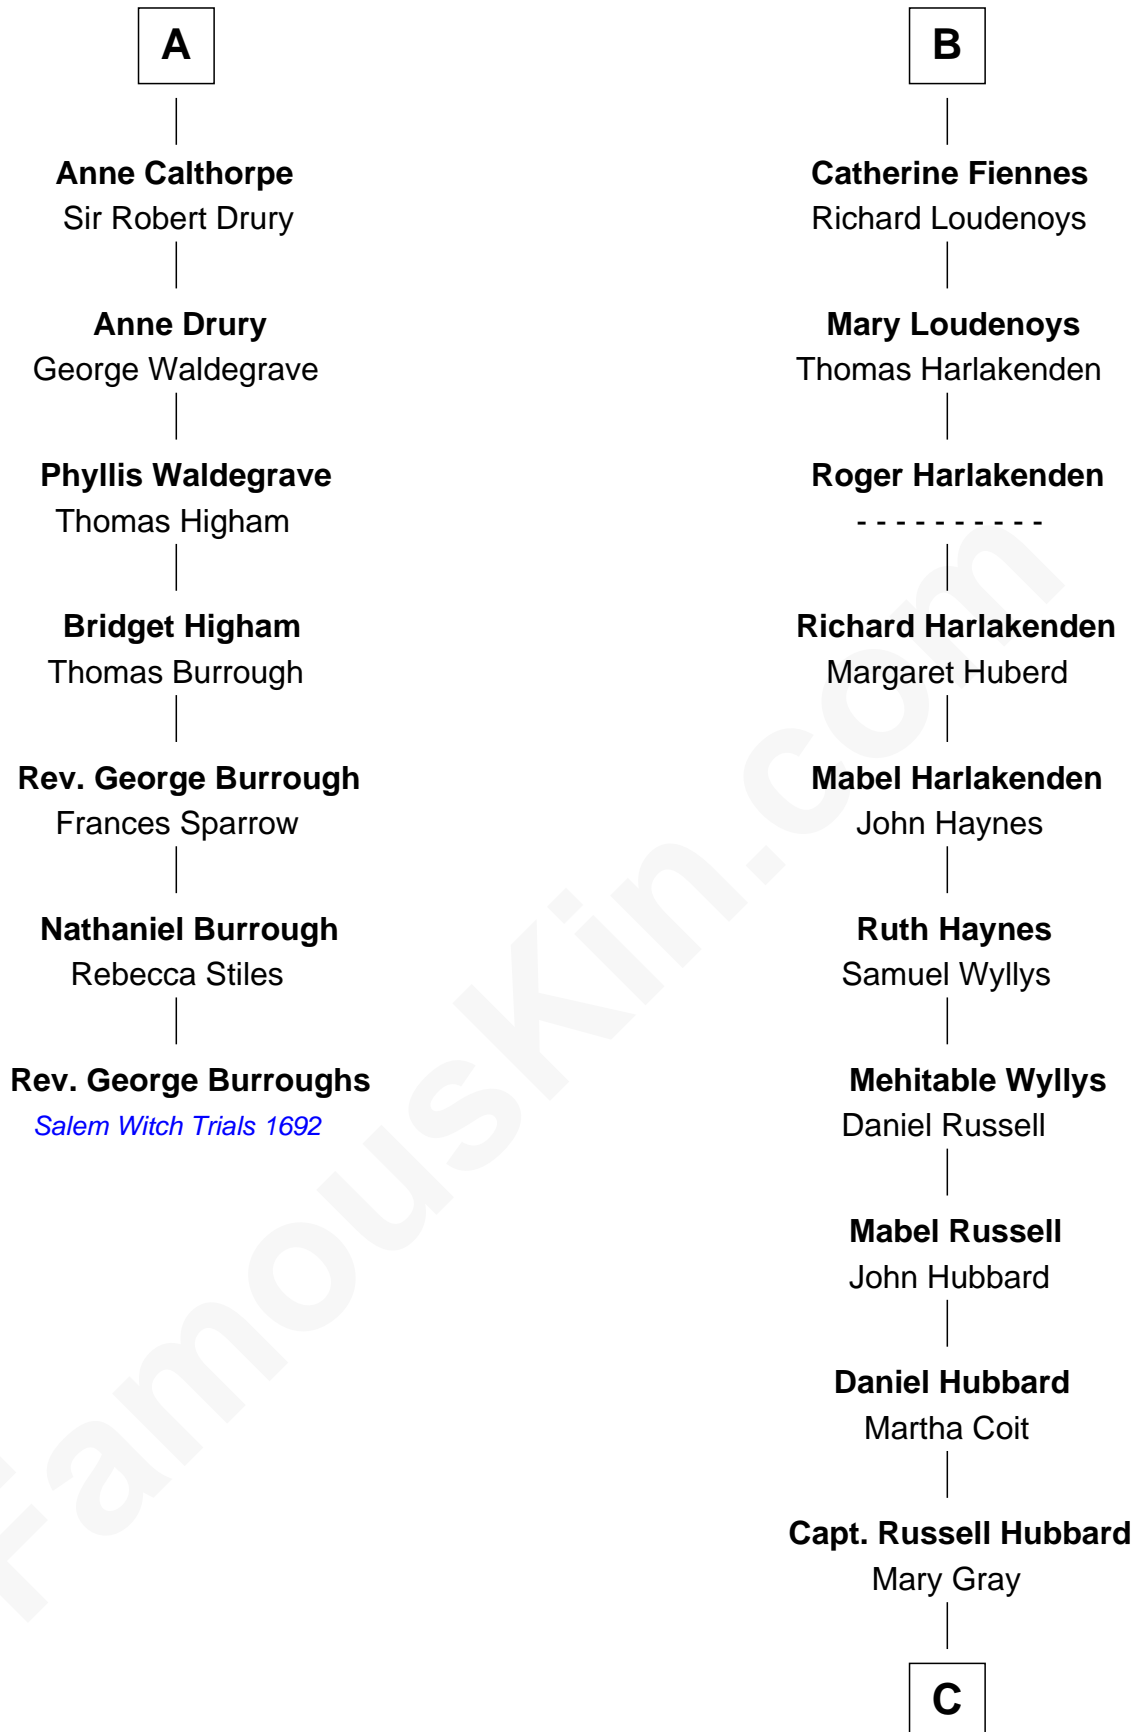 A
Anne Calthorpe
Sir Robert Drury
Anne Drury
George Waldegrave
Phyllis Waldegrave
Thomas Higham
Bridget Higham
Thomas Burrough
Rev. George Burrough
Frances Sparrow
Nathaniel Burrough
Rebecca Stiles
Rev. George Burroughs
Salem Witch Trials 1692
B
Catherine Fiennes
Richard Loudenoys
Mary Loudenoys
Thomas Harlakenden
Roger Harlakenden
- - - - - - - - - -
Richard Harlakenden
Margaret Huberd
Mabel Harlakenden
John Haynes
Ruth Haynes
Samuel Wyllys
Mehitable Wyllys
Daniel Russell
Mabel Russell
John Hubbard
Daniel Hubbard
Martha Coit
Capt. Russell Hubbard
Mary Gray
C
FamousKin.com